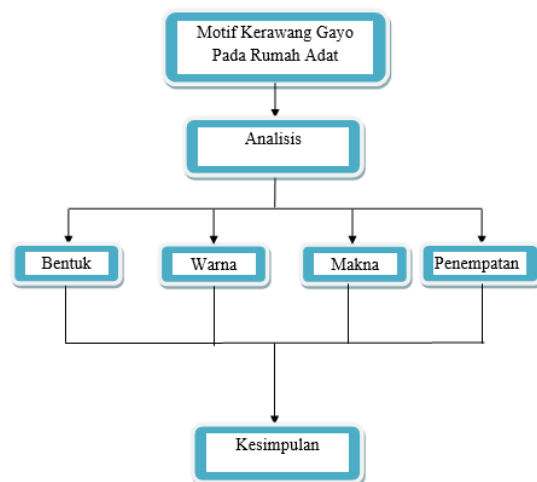 Motif Kerawang Gayo
Pada Rumah Adat
Analisis
Bentuk
Warna
Makna
Penempatan
Kesimpulan